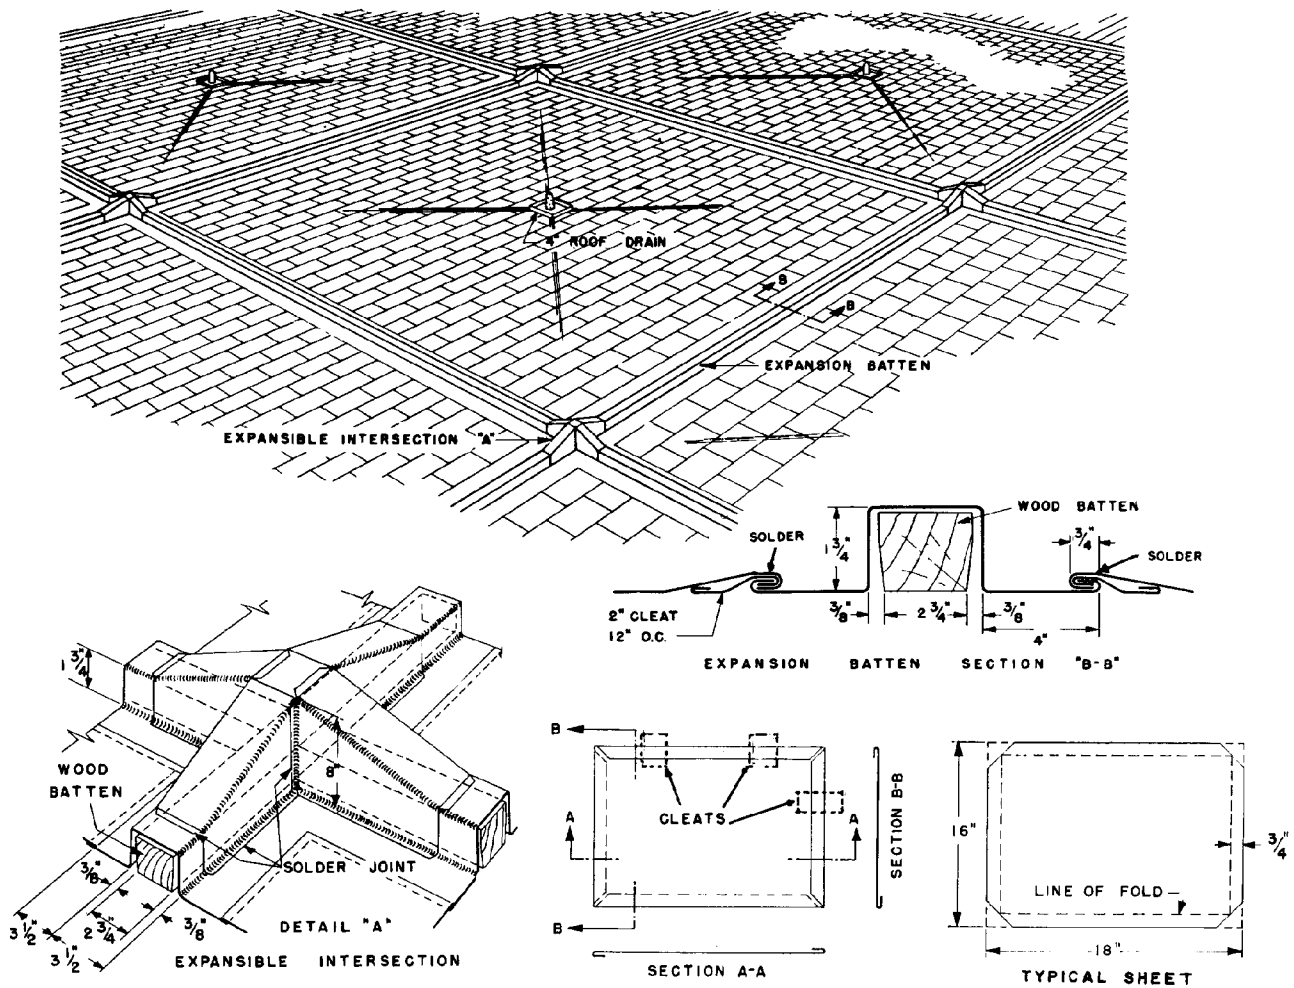 4" ROOF DRAIN
B
B
EXPANSION BATTEN
EXPANSIBLE INTERSECTION "A"
WOOD BATTEN
SOLDER
1 3/4"
3/4"
SOLDER
2" CLEAT
12" O.C.
3/8"
2 3/4"
3/8"
4"
EXPANSION BATTEN SECTION "B-B"
1 3/4"
WOOD
BATTEN
8"
SOLDER JOINT
3/8"
3/8"
2 3/4"
3 1/2"
3 1/2"
DETAIL "A"
EXPANSIBLE INTERSECTION
B
CLEATS
A
A
B
SECTION B-B
SECTION A-A
16"
3/4"
LINE OF FOLD
18"
TYPICAL SHEET